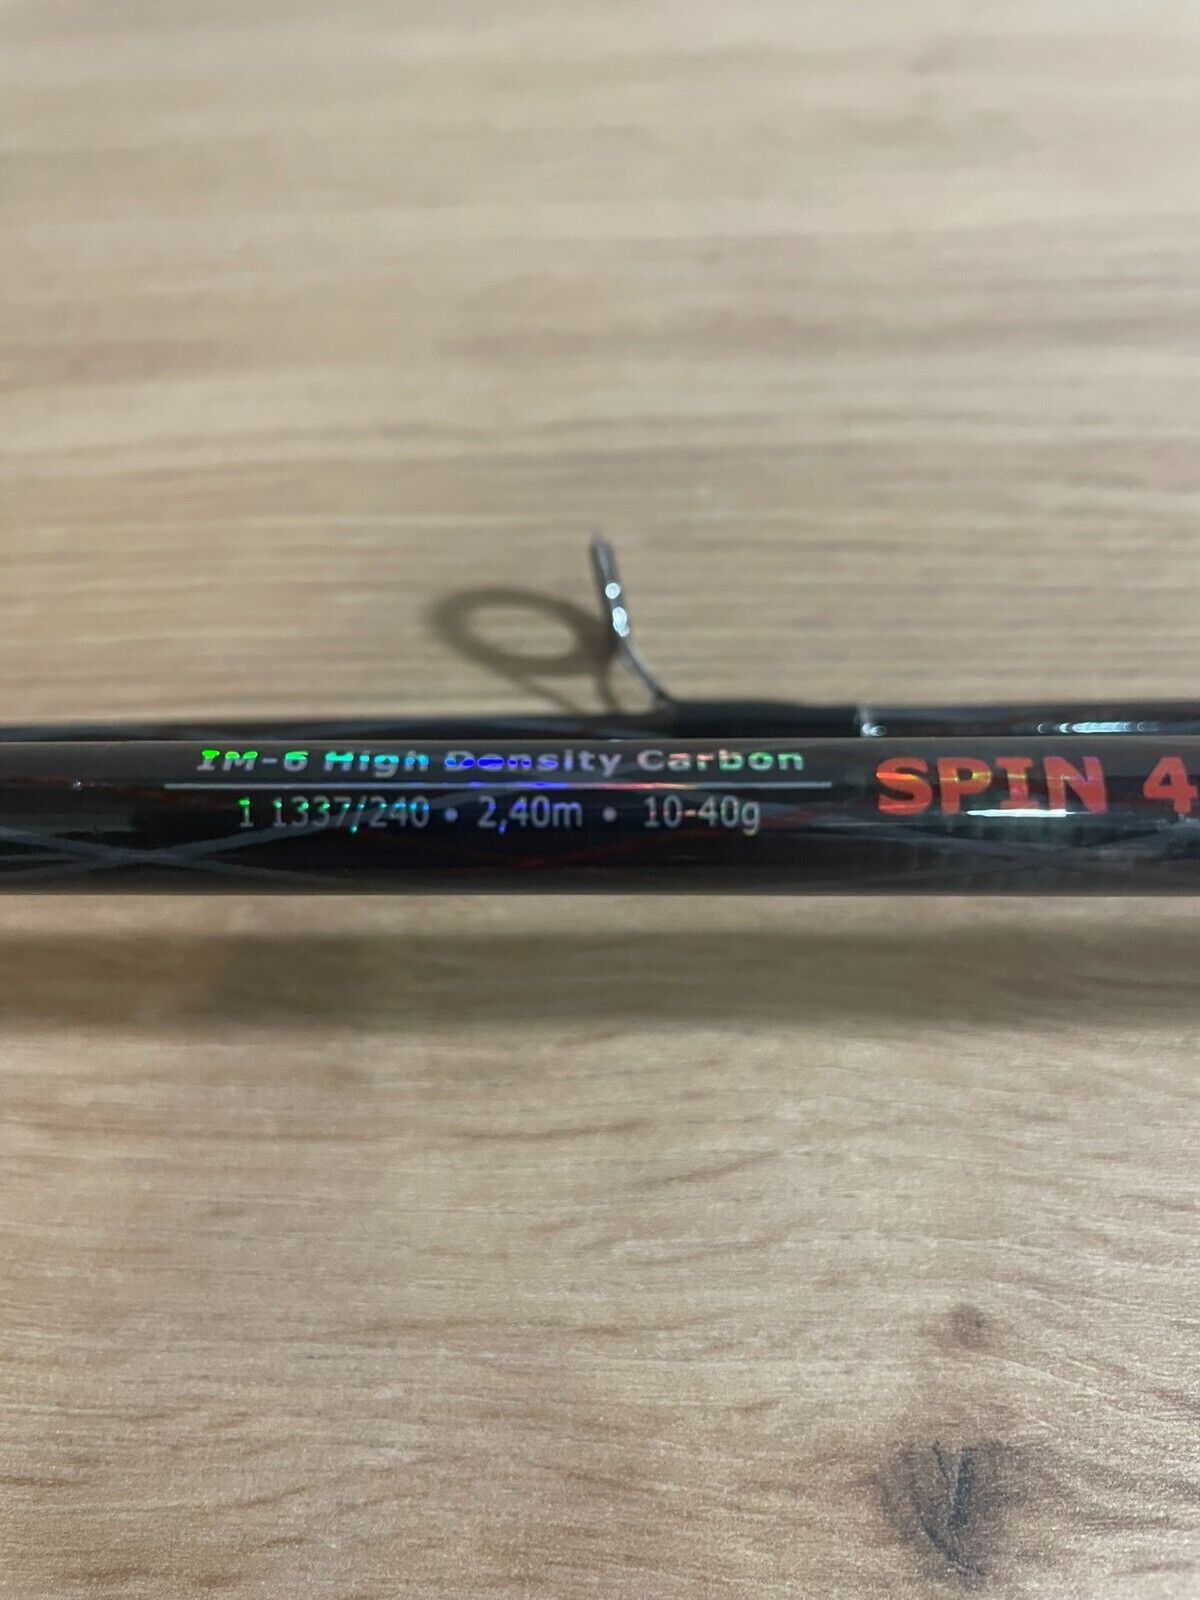 IM-6 High Density Carbon
1 1337/240 • 2,40m • 10-40g
SPIN 4